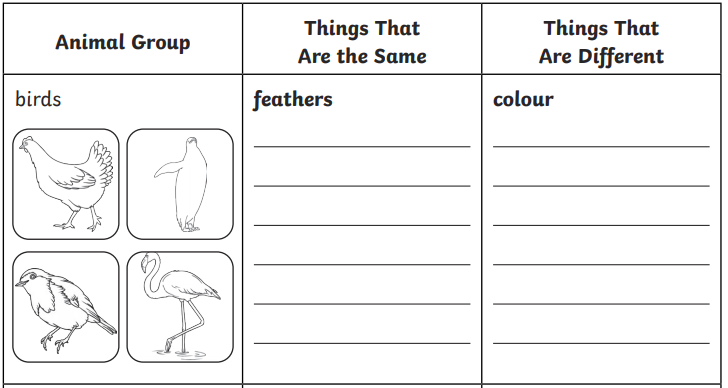 Animal Group
Things That
Are the Same
Things That
Are Different
birds
feathers
colour